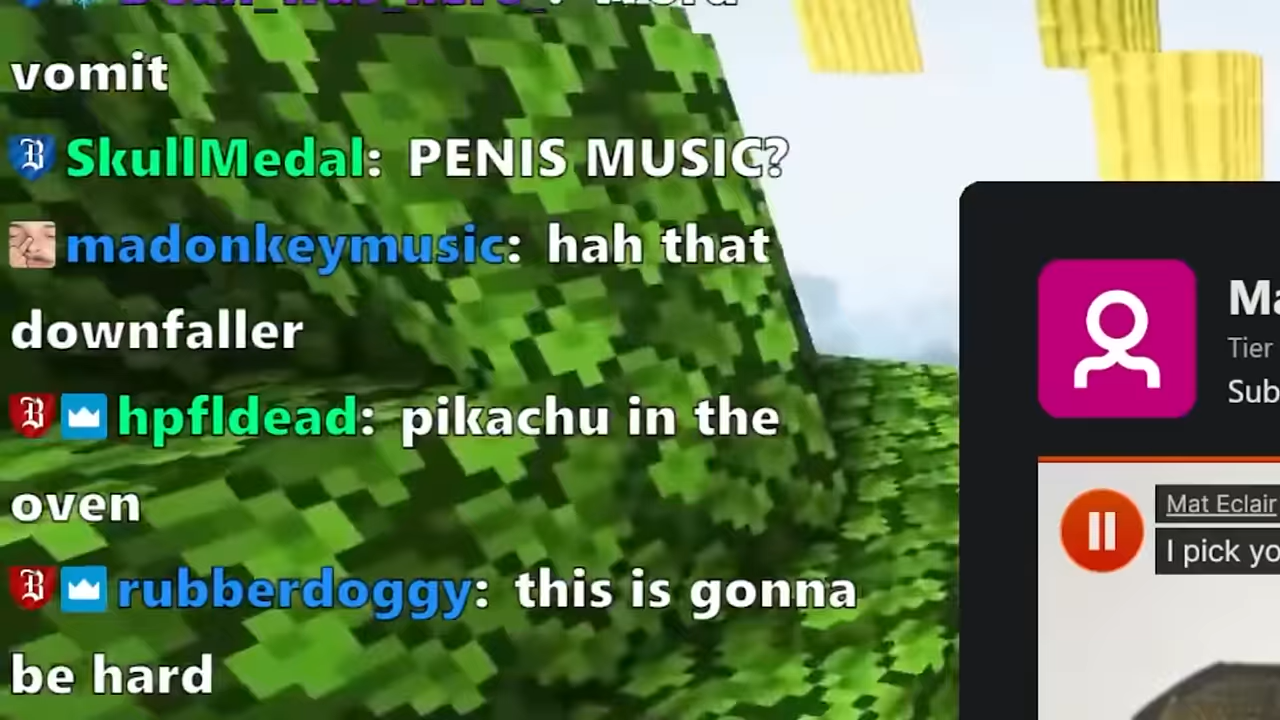 vomit
SkullMedal: PENIS MUSIC?
madonkeymusic: hah that
downfaller
hpfldead: pikachu in the
oven
rubberdoggy: this is gonna
be hard
Tier
Sub
Mat Eclair
I pick